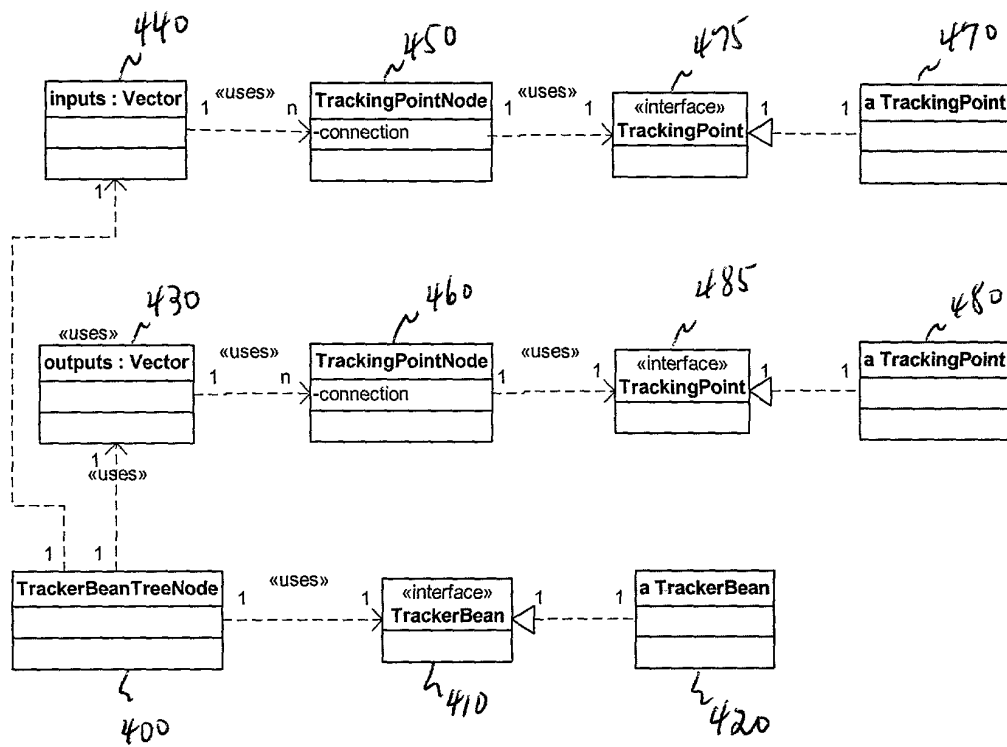 440
450
475
470
«uses»
«uses»
inputs : Vector
1
n
TrackingPointNode
1
1
«interface»
TrackingPoint
1
1
a TrackingPoint
-connection
1
430
460
485
480
«uses»
outputs : Vector
«uses»
1
n
TrackingPointNode
«uses»
1
1
«interface»
TrackingPoint
1
1
a TrackingPoint
-connection
1
«uses»
1
1
TrackerBeanTreeNode
«uses»
1
1
«interface»
TrackerBean
1
1
a TrackerBean
400
410
420